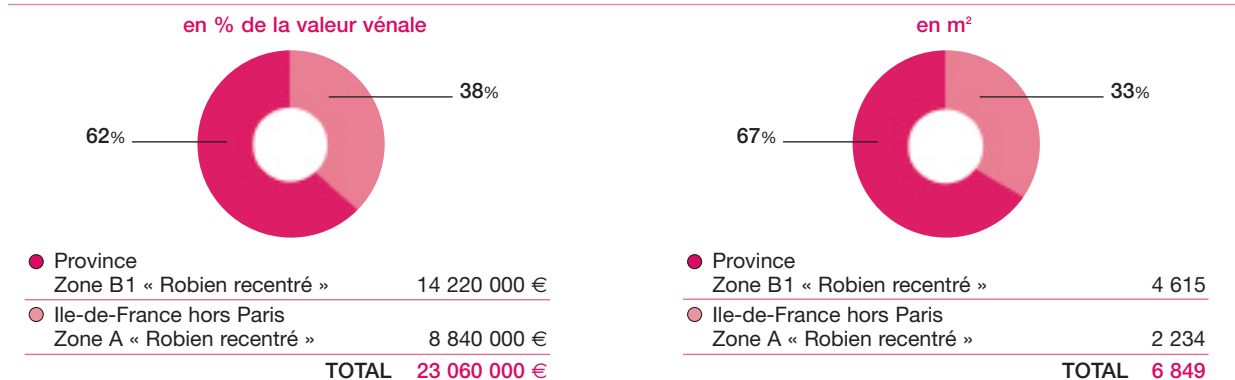 en % de la valeur vénale
38%
62%
Province
Zone B1 « Robien recentré » 14 220 000 €
Ile-de-France hors Paris
Zone A « Robien recentré » 8 840 000 €
TOTAL 23 060 000 €
en m²
33%
67%
Province
Zone B1 « Robien recentré » 4 615
Ile-de-France hors Paris
Zone A « Robien recentré » 2 234
TOTAL 6 849